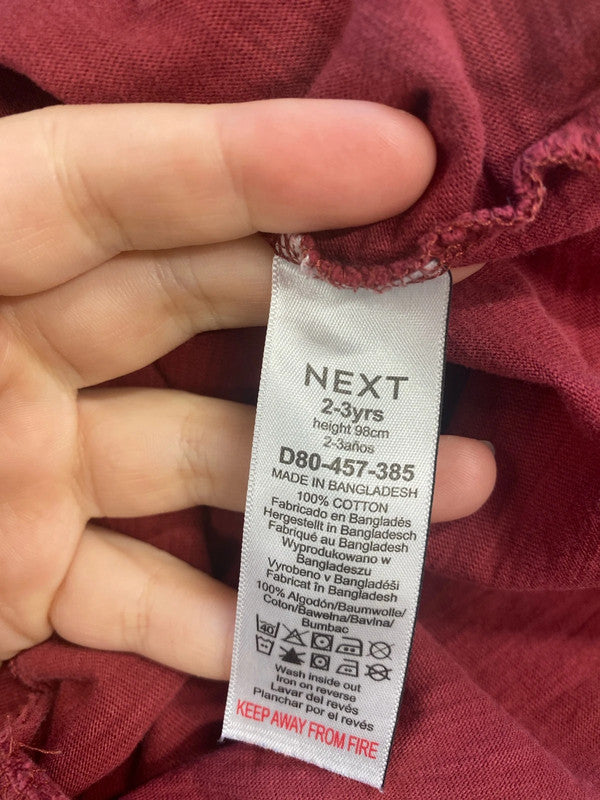 NEXT
2-3yrs
height 98cm
2-3años
D80-457-385
MADE IN BANGLADESH
100% COTTON
Fabricado en Bangladés
Hergestellt in Bangladesch
Fabriqué au Bangladesh
Wyprodukowano w
Bangladeszu
Vyrobeno v Bangladéši
Fabricat în Bangladesh
100% Algodón/Baumwolle/
Coton/Bawełna/Bavlna/
Bumbac
40
Wash inside out
Iron on reverse
Lavar del revés
Planchar por el revés
KEEP AWAY FROM FIRE